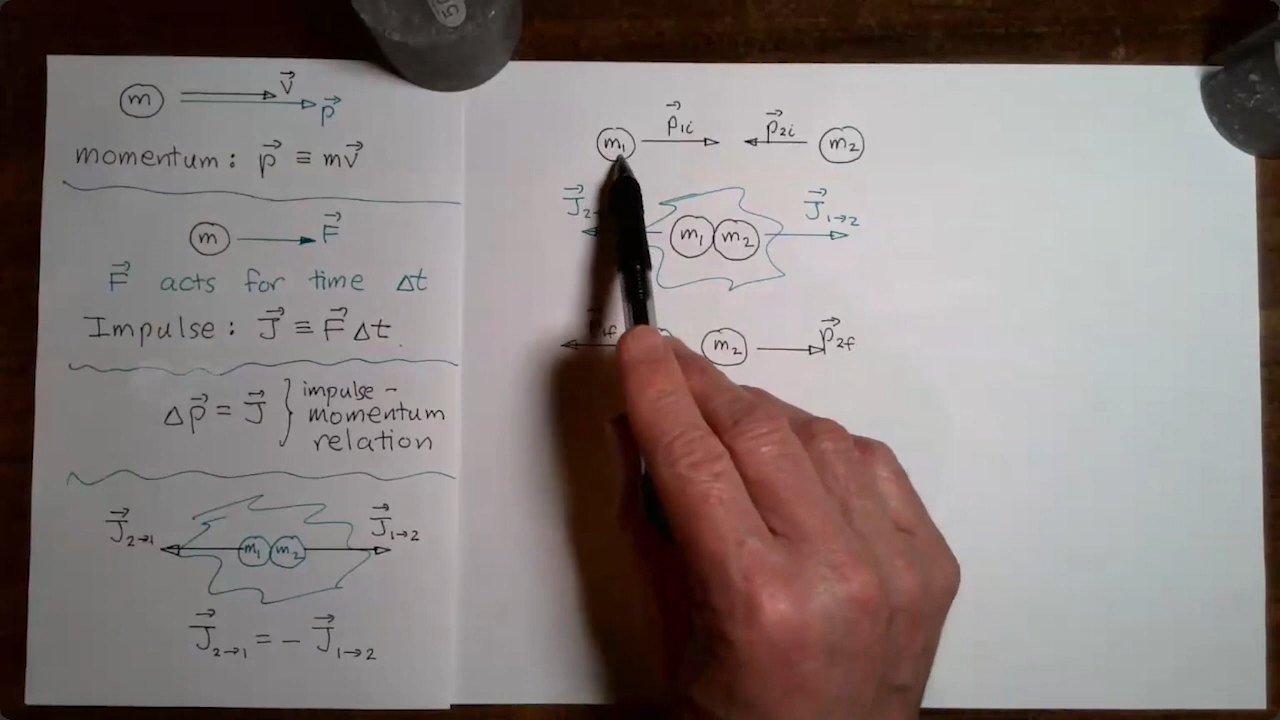 m v⃗
p⃗
momentum: p⃗ ≡ mv⃗
m F⃗
F⃗ acts for time Δt
Impulse: J⃗ ≡ F⃗ Δt
Δp⃗ = J⃗ } impulse-
momentum
relation
J⃗2→1 m1 m2 J⃗1→2
J⃗2→1 = - J⃗1→2
m1 p⃗1i p⃗2i m2
m1 m2 J⃗1→2
m2 p⃗2f